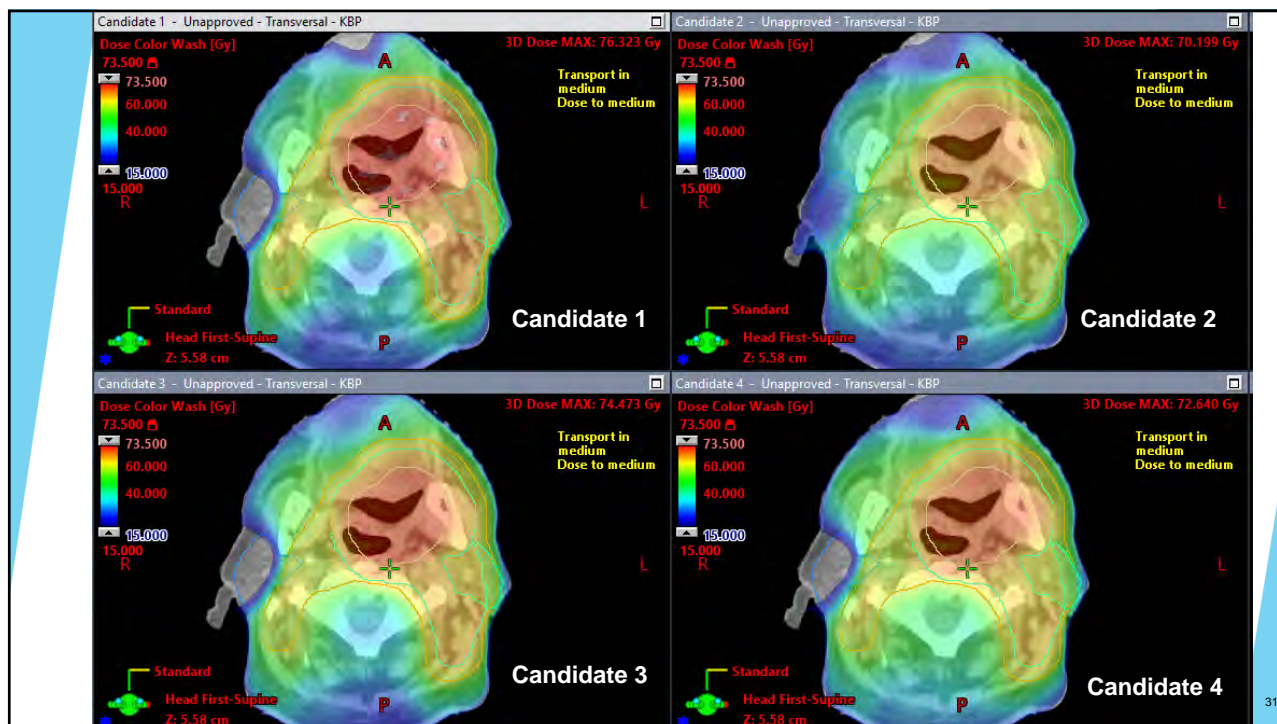 Candidate 1 - Unapproved - Transversal - KBP
Dose Color Wash [Gy]
3D Dose MAX: 76.323 Gy
73.500
73.500
60.000
40.000
15.000
15.000
R
A
Transport in
medium
Dose to medium
L
Standard
Head First-Supine
Z: 5.58 cm
P
Candidate 1
Candidate 2 - Unapproved - Transversal - KBP
Dose Color Wash [Gy]
3D Dose MAX: 70.199 Gy
73.500
73.500
60.000
40.000
15.000
15.000
R
A
Transport in
medium
Dose to medium
L
Standard
Head First-Supine
Z: 5.58 cm
P
Candidate 2
Candidate 3 - Unapproved - Transversal - KBP
Dose Color Wash [Gy]
3D Dose MAX: 74.473 Gy
73.500
73.500
60.000
40.000
15.000
15.000
R
A
Transport in
medium
Dose to medium
L
Standard
Head First-Supine
Z: 5.58 cm
P
Candidate 3
Candidate 4 - Unapproved - Transversal - KBP
Dose Color Wash [Gy]
3D Dose MAX: 72.640 Gy
73.500
73.500
60.000
40.000
15.000
15.000
R
A
Transport in
medium
Dose to medium
L
Standard
Head First-Supine
Z: 5.58 cm
P
Candidate 4
31